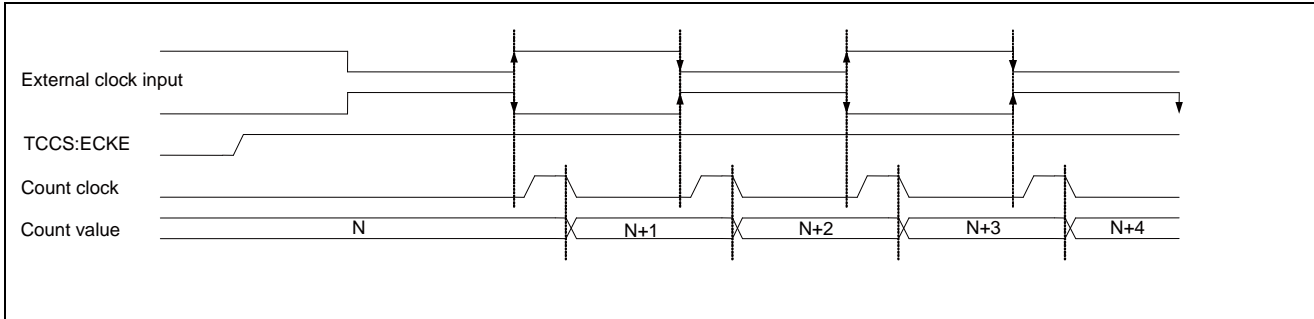 External clock input
TCCS:ECKE
Count clock
Count value
N
N+1
N+2
N+3
N+4